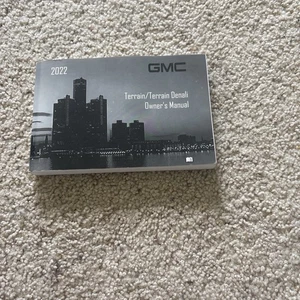 2022
GMC
Terrain/Terrain Denali
Owner's Manual